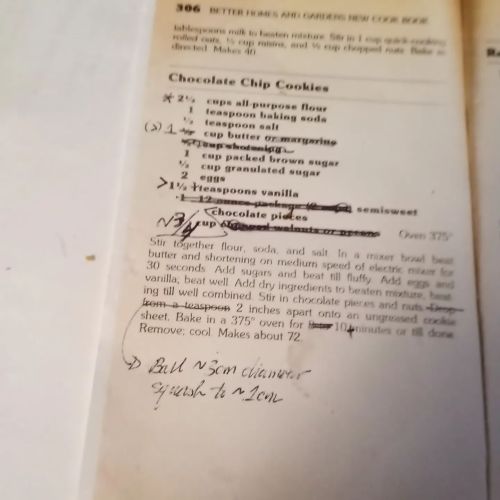 306 BETTER HOMES AND GARDENS NEW COOK BOOK
tablespoons milk to beaten mixture. Stir in 1 cup quick-cooking
rolled oats, ½ cup raisins, and ½ cup chopped nuts. Bake as
directed. Makes 40.
Chocolate Chip Cookies
* 2½ cups all-purpose flour
1 teaspoon baking soda
½ teaspoon salt
(2) 1 cup butter or margarine
cup shortening
1 cup packed brown sugar
½ cup granulated sugar
2 eggs
>1½ teaspoons vanilla
1 12-ounce package semisweet
chocolate pieces
~3/4 cup chopped walnuts or pecans Oven 375°
Stir together flour, soda, and salt. In a mixer bowl beat
butter and shortening on medium speed of electric mixer for
30 seconds. Add sugars and beat till fluffy. Add eggs and
vanilla; beat well. Add dry ingredients to beaten mixture, beat-
ing till well combined. Stir in chocolate pieces and nuts. Drop
from a teaspoon 2 inches apart onto an ungreased cookie
sheet. Bake in a 375° oven for 10 minutes or till done.
Remove; cool. Makes about 72.
Ball ~3cm diameter
squash to ~1cm